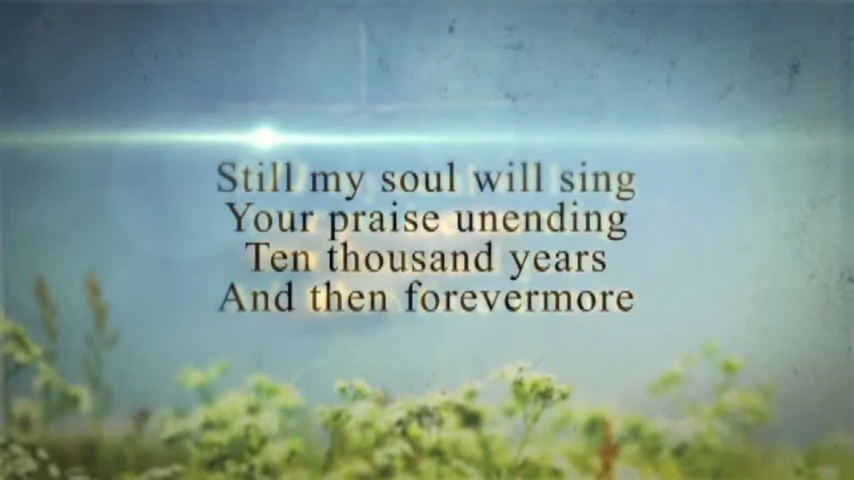 Still my soul will sing
Your praise unending
Ten thousand years
And then forevermore